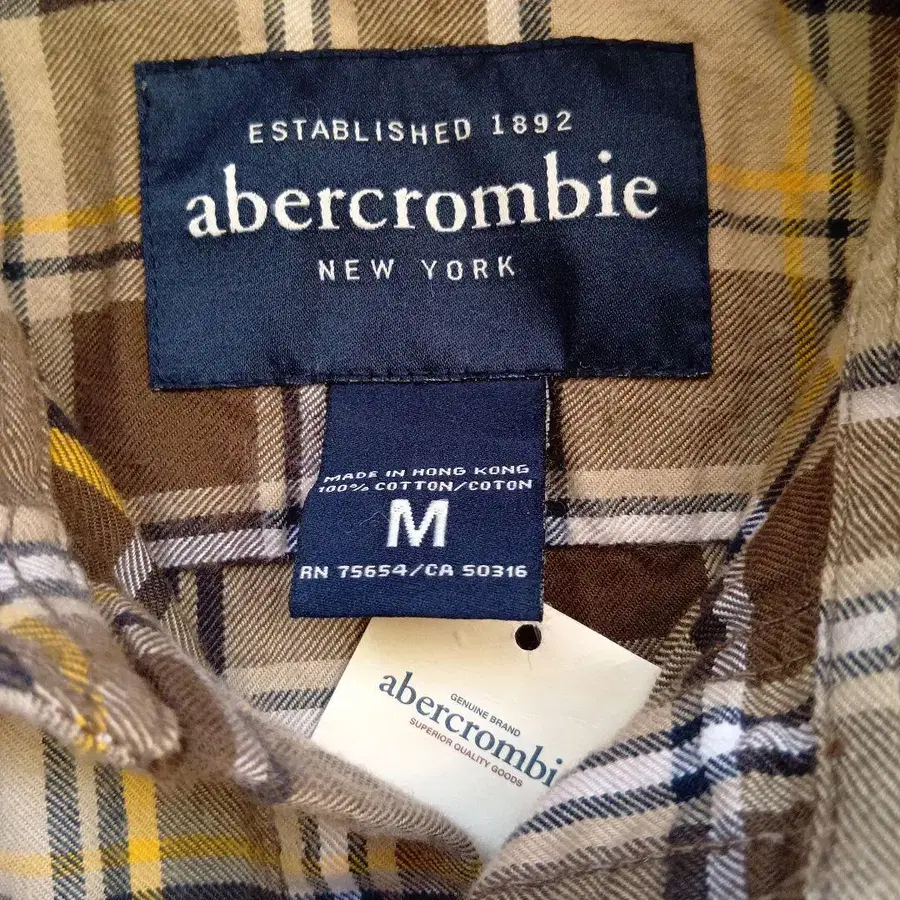 ESTABLISHED 1892
abercrombie
NEW YORK
MADE IN HONG KONG
100% COTTON/COTON
M
RN 75654/CA 50316
GENUINE BRAND
abercrombi
SUPERIOR QUALITY GOODS